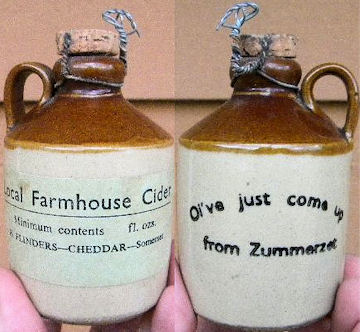 Local Farmhouse Cider
Minimum contents fl. ozs.
FLINDERS—CHEDDAR—Somerset
Oi've just come up
from Zummerzet